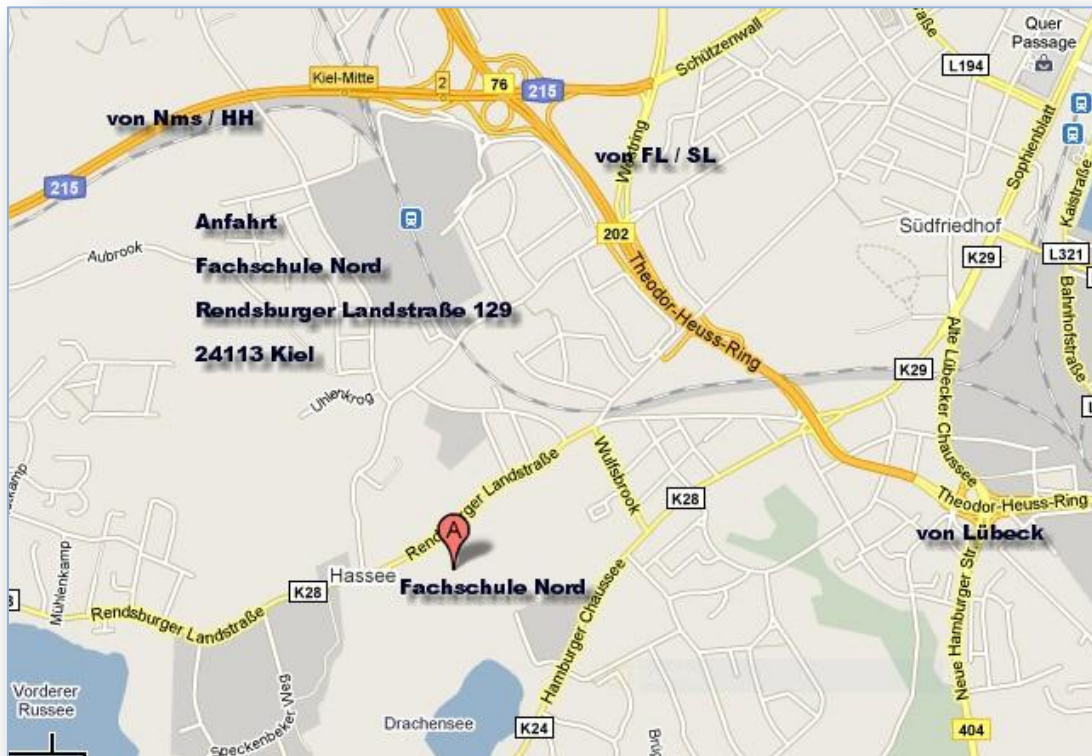 Quer
Passage
L194
Schützenwall
Kiel-Mitte
2
76
215
von Nms / HH
Westring
von FL / SL
Sophienblatt
Kaistraße
215
Anfahrt
Südfriedhof
Aubrook
202
K29
L321
Fachschule Nord
Theodor-Heuss-Ring
Bahnhofstraße
Rendsburger Landstraße 129
24113 Kiel
Alte Lübecker Chaussee
K29
Uhlenkrog
Wulfsbrook
Rendsburger Landstraße
K28
Theodor-Heuss-Ring
A
von Lübeck
Mühlenkamp
Hassee
Fachschule Nord
K28
Rendsburger Landstraße
Hamburger Chaussee
Neue Hamburger Str
Vorderer
Russee
Speckenbeker Weg
Drachensee
K24
404